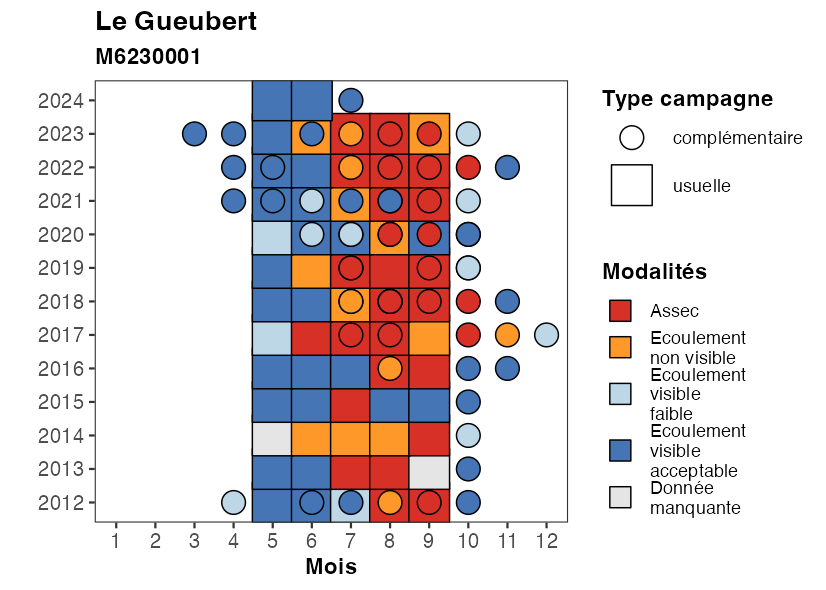 Le Gueubert
M6230001
2024
2023
2022
2021
2020
2019
2018
2017
2016
2015
2014
2013
2012
1 2 3 4 5 6 7 8 9 10 11 12
Mois
Type campagne
complémentaire
usuelle
Modalités
Assec
Ecoulement
non visible
Ecoulement
visible
faible
Ecoulement
visible
acceptable
Donnée
manquante